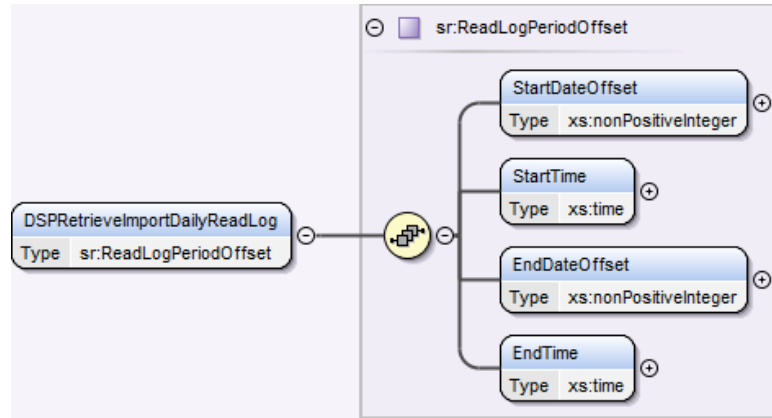 sr:ReadLogPeriodOffset
StartDateOffset
Type xs:nonPositiveInteger
StartTime
Type xs:time
DSPRetrieveImportDailyReadLog
Type sr:ReadLogPeriodOffset
EndDateOffset
Type xs:nonPositiveInteger
EndTime
Type xs:time